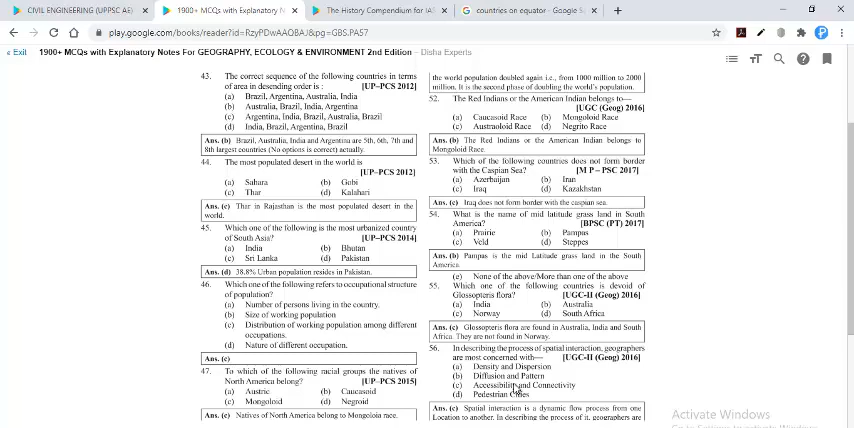 CIVIL ENGINEERING (UPPSC AE)
1900+ MCQs with Explanatory N
The History Compendium for IAS
countries on equator - Google S
play.google.com/books/reader?id=RzyPDwAAQBAJ&pg=GBS.PA57
Exit 1900+ MCQs with Explanatory Notes For GEOGRAPHY, ECOLOGY & ENVIRONMENT 2nd Edition – Disha Experts
43. The correct sequence of the following countries in terms
of area in desending order is : [UP–PCS 2012]
(a) Brazil, Argentina, Australia, India
(b) Australia, Brazil, India, Argentina
(c) Argentina, India, Brazil, Australia, Brazil
(d) India, Brazil, Argentina, Brazil
Ans. (b) Brazil, Australia, India and Argentina are 5th, 6th, 7th and
8th largest countries (No options is correct) actually.
44. The most populated desert in the world is
[UP–PCS 2012]
(a) Sahara (b) Gobi
(c) Thar (d) Kalahari
Ans. (c) Thar in Rajasthan is the most populated desert in the
world.
45. Which one of the following is the most urbanized country
of South Asia? [UP–PCS 2014]
(a) India (b) Bhutan
(c) Sri Lanka (d) Pakistan
Ans. (d) 38.8% Urban population resides in Pakistan.
46. Which one of the following refers to occupational structure
of population?
(a) Number of persons living in the country.
(b) Size of working population
(c) Distribution of working population among different
occupations.
(d) Nature of different occupation.
Ans. (c)
47. To which of the following racial groups the natives of
North America belong? [UP–PCS 2015]
(a) Austric (b) Caucasoid
(c) Mongoloid (d) Negroid
Ans. (c) Natives of North America belong to Mongoloia race.
the world population doubled again i.e., from 1000 million to 2000
million. It is the second phase of doubling the world's population.
52. The Red Indians or the American Indian belongs to—
[UGC (Geog) 2016]
(a) Caucasoid Race (b) Mongoloid Race
(c) Austraoloid Race (d) Negrito Race
Ans. (b) The Red Indians or the American Indian belongs to
Mongoloid Race.
53. Which of the following countries does not form border
with the Caspian Sea? [M P – PSC 2017]
(a) Azerbaijan (b) Iran
(c) Iraq (d) Kazakhstan
Ans. (c) Iraq does not form border with the caspian sea.
54. What is the name of mid latitude grass land in South
America? [BPSC (PT) 2017]
(a) Prairie (b) Pampas
(c) Veld (d) Steppes
Ans. (b) Pampas is the mid Latitude grass land in the South
America.
(e) None of the above/More than one of the above
55. Which one of the following countries is devoid of
Glossopteris flora? [UGC-II (Geog) 2016]
(a) India (b) Australia
(c) Norway (d) South Africa
Ans. (c) Glossopteris flora are found in Australia, India and South
Africa. They are not found in Norway.
56. In describing the process of spatial interaction, geographers
are most concerned with— [UGC-II (Geog) 2016]
(a) Density and Dispersion
(b) Diffusion and Pattern
(c) Accessibility and Connectivity
(d) Pedestrian Cities
Ans. (c) Spatial interaction is a dynamic flow process from one
Location to another. In describing the process of it, geographers are
Activate Windows